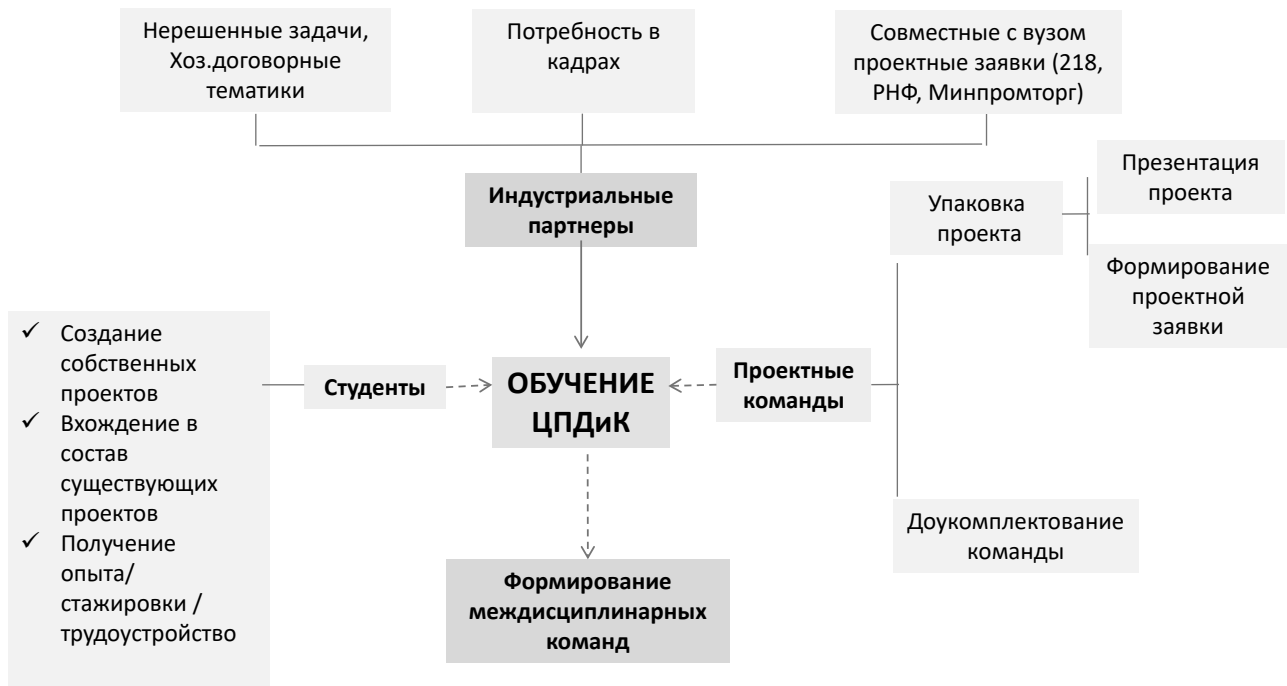 Нерешенные задачи,
Хоз.договорные
тематики
Потребность в
кадрах
Совместные с вузом
проектные заявки (218,
РНФ, Минпромторг)
Индустриальные
партнеры
Упаковка
проекта
Презентация
проекта
Формирование
проектной
заявки
✓ Создание
собственных
проектов
✓ Вхождение в
состав
существующих
проектов
✓ Получение
опыта/
стажировки /
трудоустройство
Студенты
ОБУЧЕНИЕ
ЦПДиК
Проектные
команды
Доукомплектование
команды
Формирование
междисциплинарных
команд